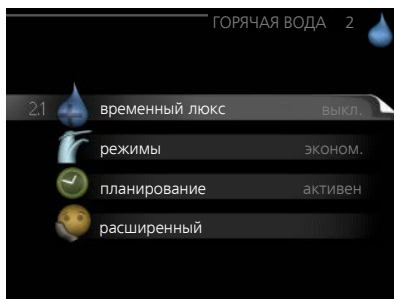 ГОРЯЧАЯ ВОДА 2
2.1 временный люкс выкл.
режимы эконом.
планирование активен
расширенный